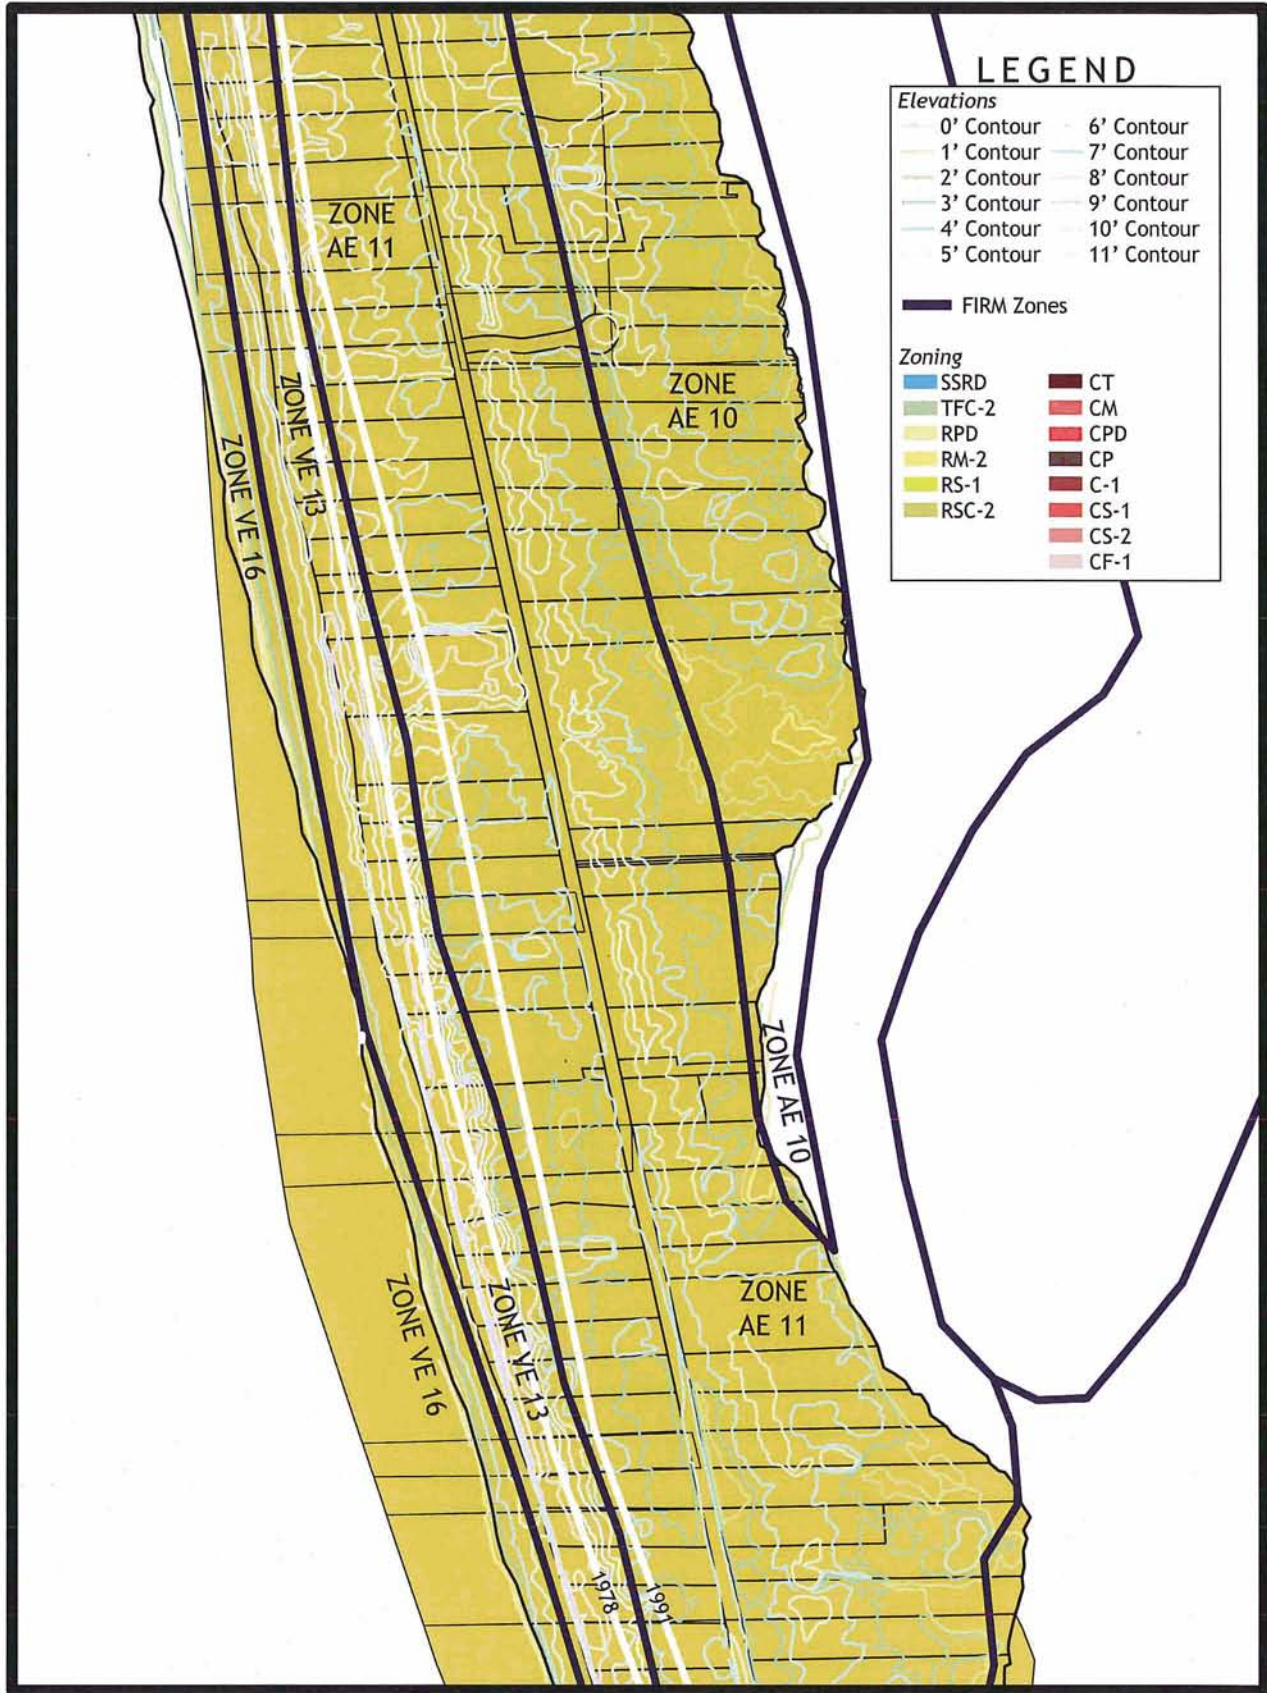 LEGEND
Elevations
0' Contour
6' Contour
1' Contour
7' Contour
2' Contour
8' Contour
3' Contour
9' Contour
4' Contour
10' Contour
5' Contour
11' Contour
FIRM Zones
Zoning
SSRD
CT
TFC-2
CM
RPD
CPD
RM-2
CP
RS-1
C-1
RSC-2
CS-1
CS-2
CF-1
ZONE
AE 11
ZONE
AE 10
ZONE VE 13
ZONE VE 16
ZONE AE 10
ZONE
AE 11
ZONE VE 16
ZONE VE 13
1978
1991